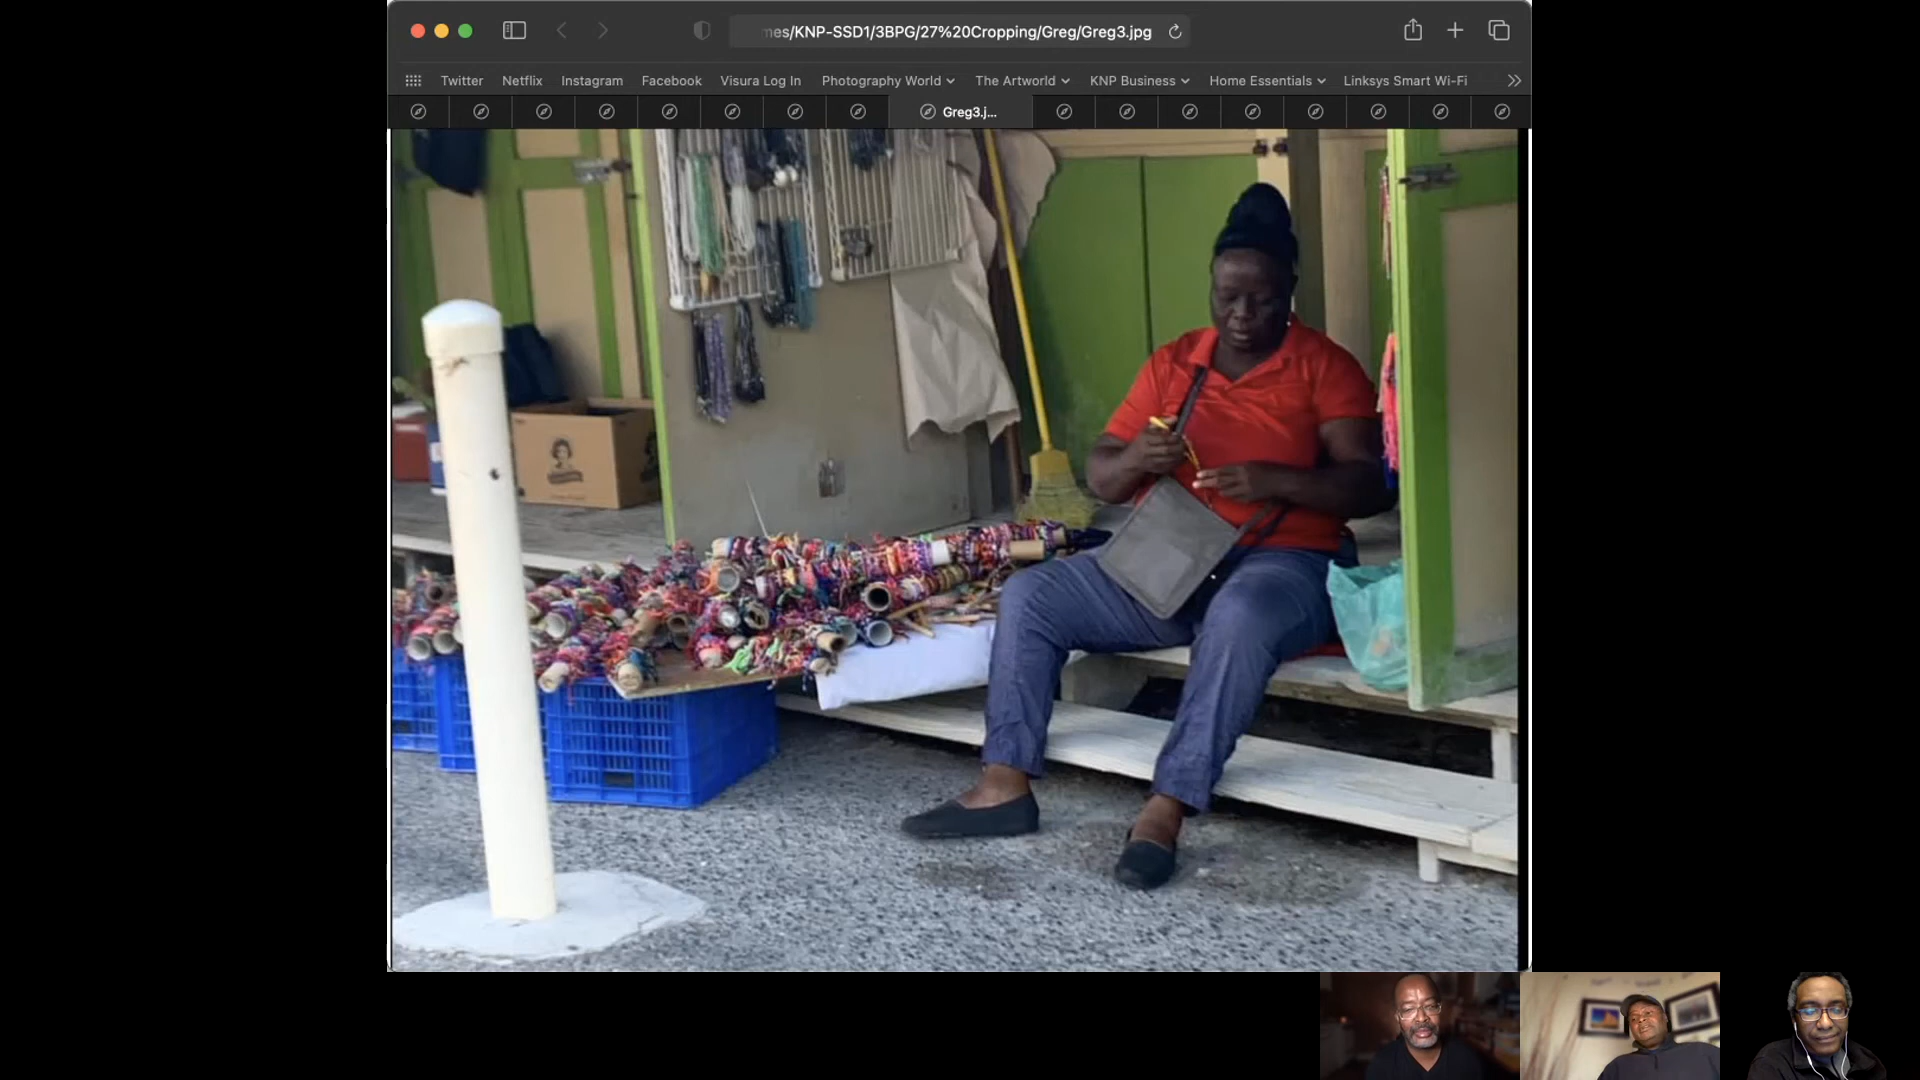 mes/KNP-SSD1/3BPG/27%20Cropping/Greg/Greg3.jpg
Twitter Netflix Instagram Facebook Visura Log In Photography World The Artworld KNP Business Home Essentials Linksys Smart Wi-Fi
Greg3.j...